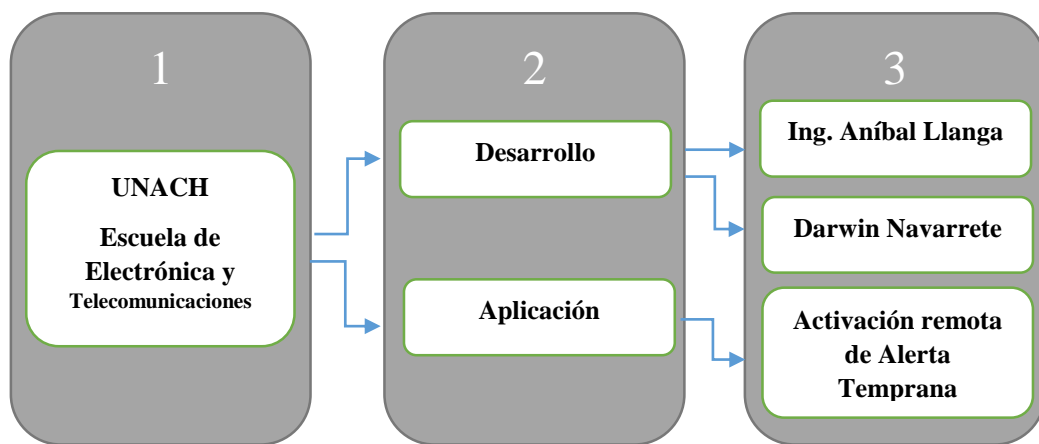 1
UNACH
Escuela de
Electrónica y
Telecomunicaciones
2
Desarrollo
Aplicación
3
Ing. Aníbal Llanga
Darwin Navarrete
Activación remota
de Alerta
Temprana